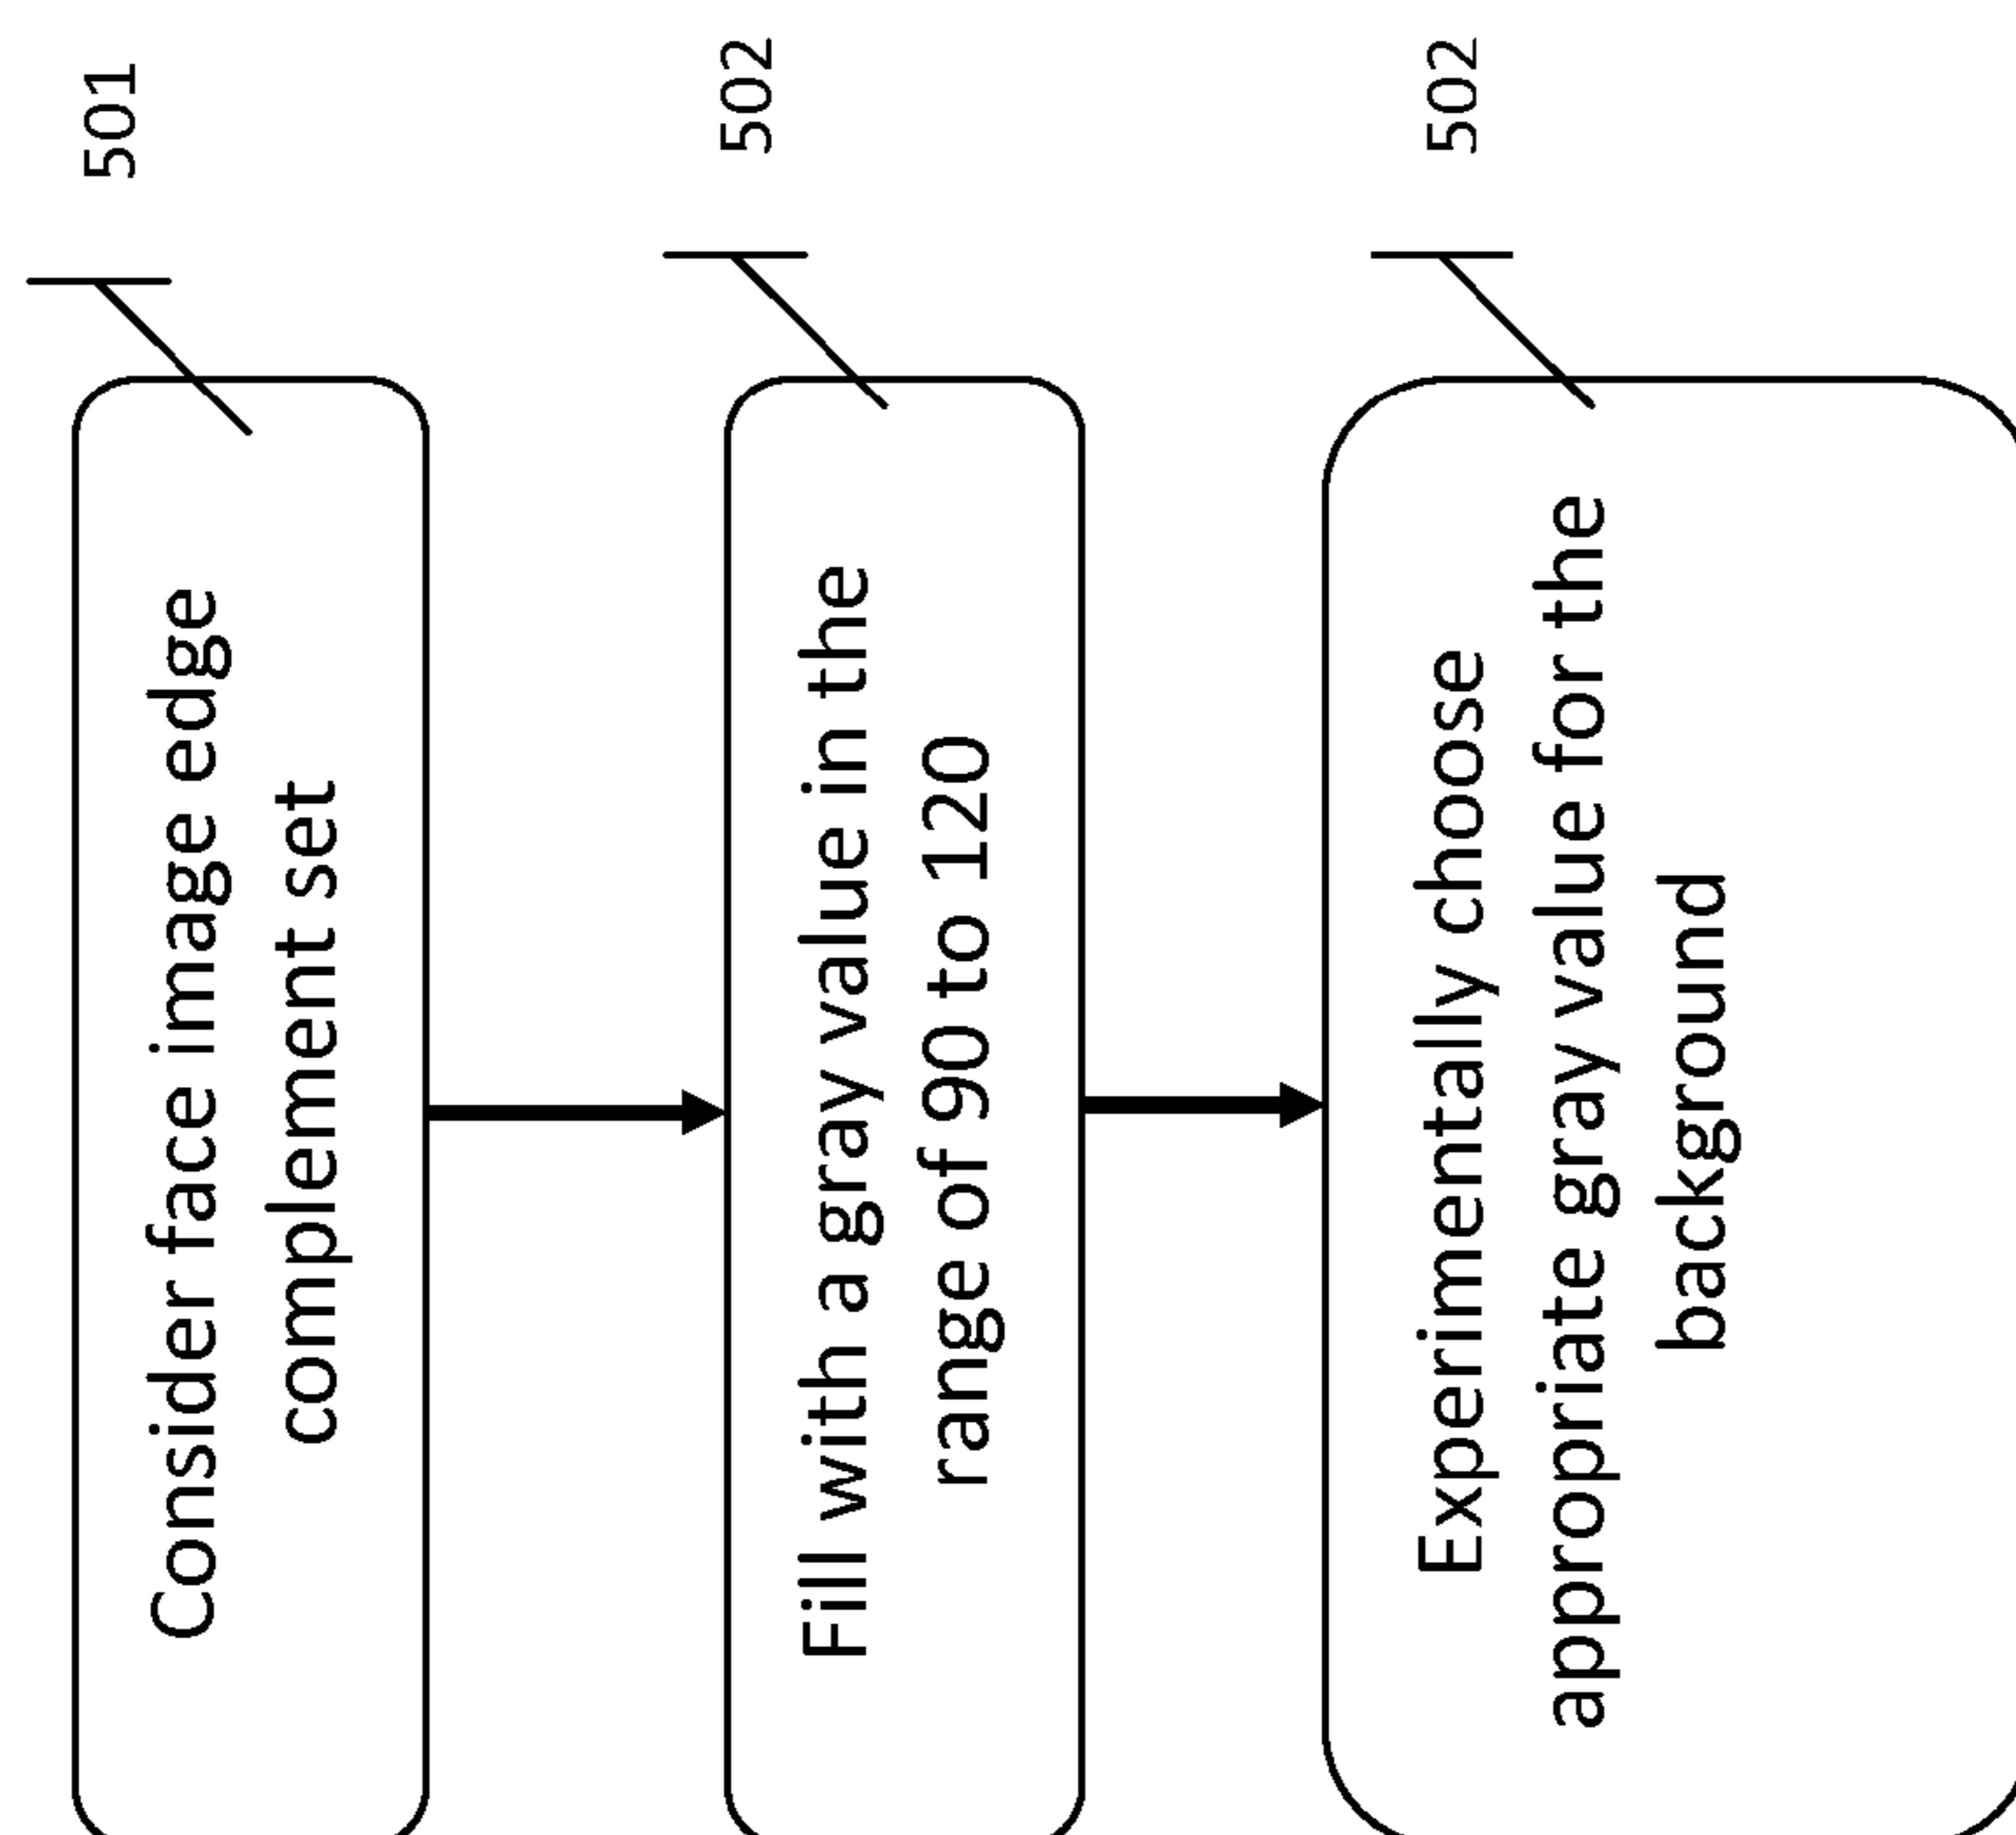 501
Consider face image edge
complement set
502
Fill with a gray value in the
range of 90 to 120
502
Experimentally choose
appropriate gray value for the
background